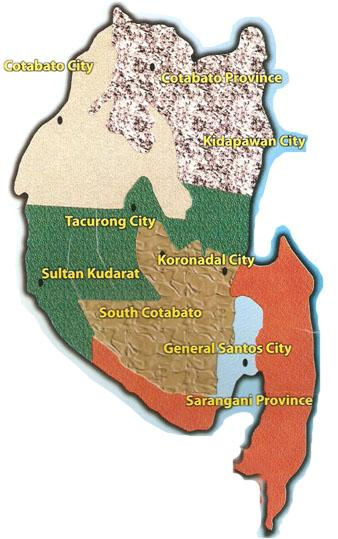 Cotabato City
Cotabato Province
Kidapawan City
Tacurong City
Koronadal City
Sultan Kudarat
South Cotabato
General Santos City
Sarangani Province